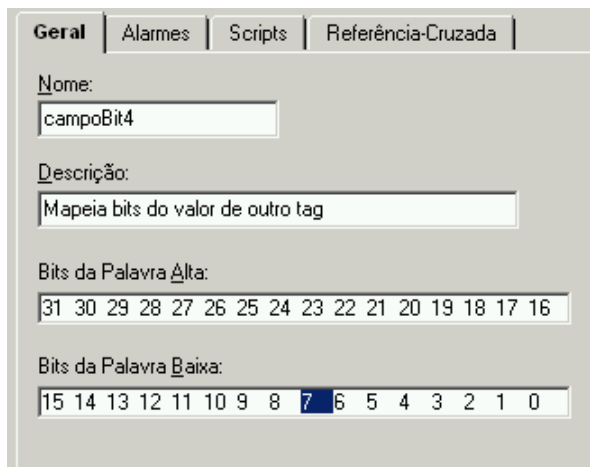 Geral Alarmes Scripts Referência-Cruzada
Nome:
campoBit4
Descrição:
Mapeia bits do valor de outro tag
Bits da Palavra Alta:
31 30 29 28 27 26 25 24 23 22 21 20 19 18 17 16
Bits da Palavra Baixa:
15 14 13 12 11 10 9 8 7 6 5 4 3 2 1 0